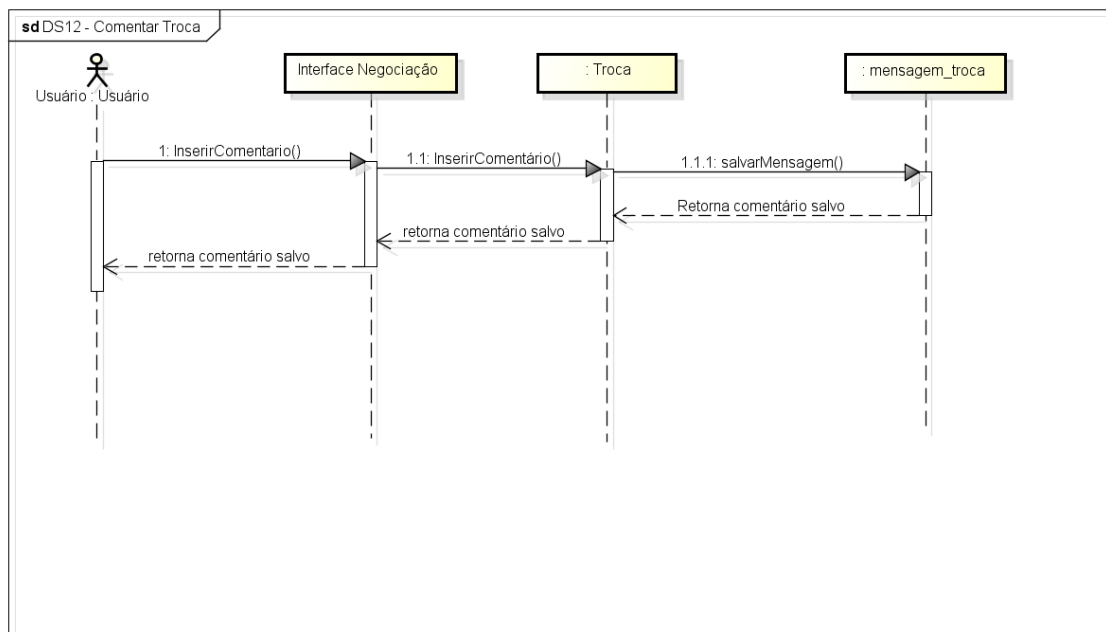 sd DS12 - Comentar Troca
Usuário : Usuário
Interface Negociação
: Troca
: mensagem_troca
1: InserirComentario()
1.1: InserirComentário()
1.1.1: salvarMensagem()
Retorna comentário salvo
retorna comentário salvo
retorna comentário salvo